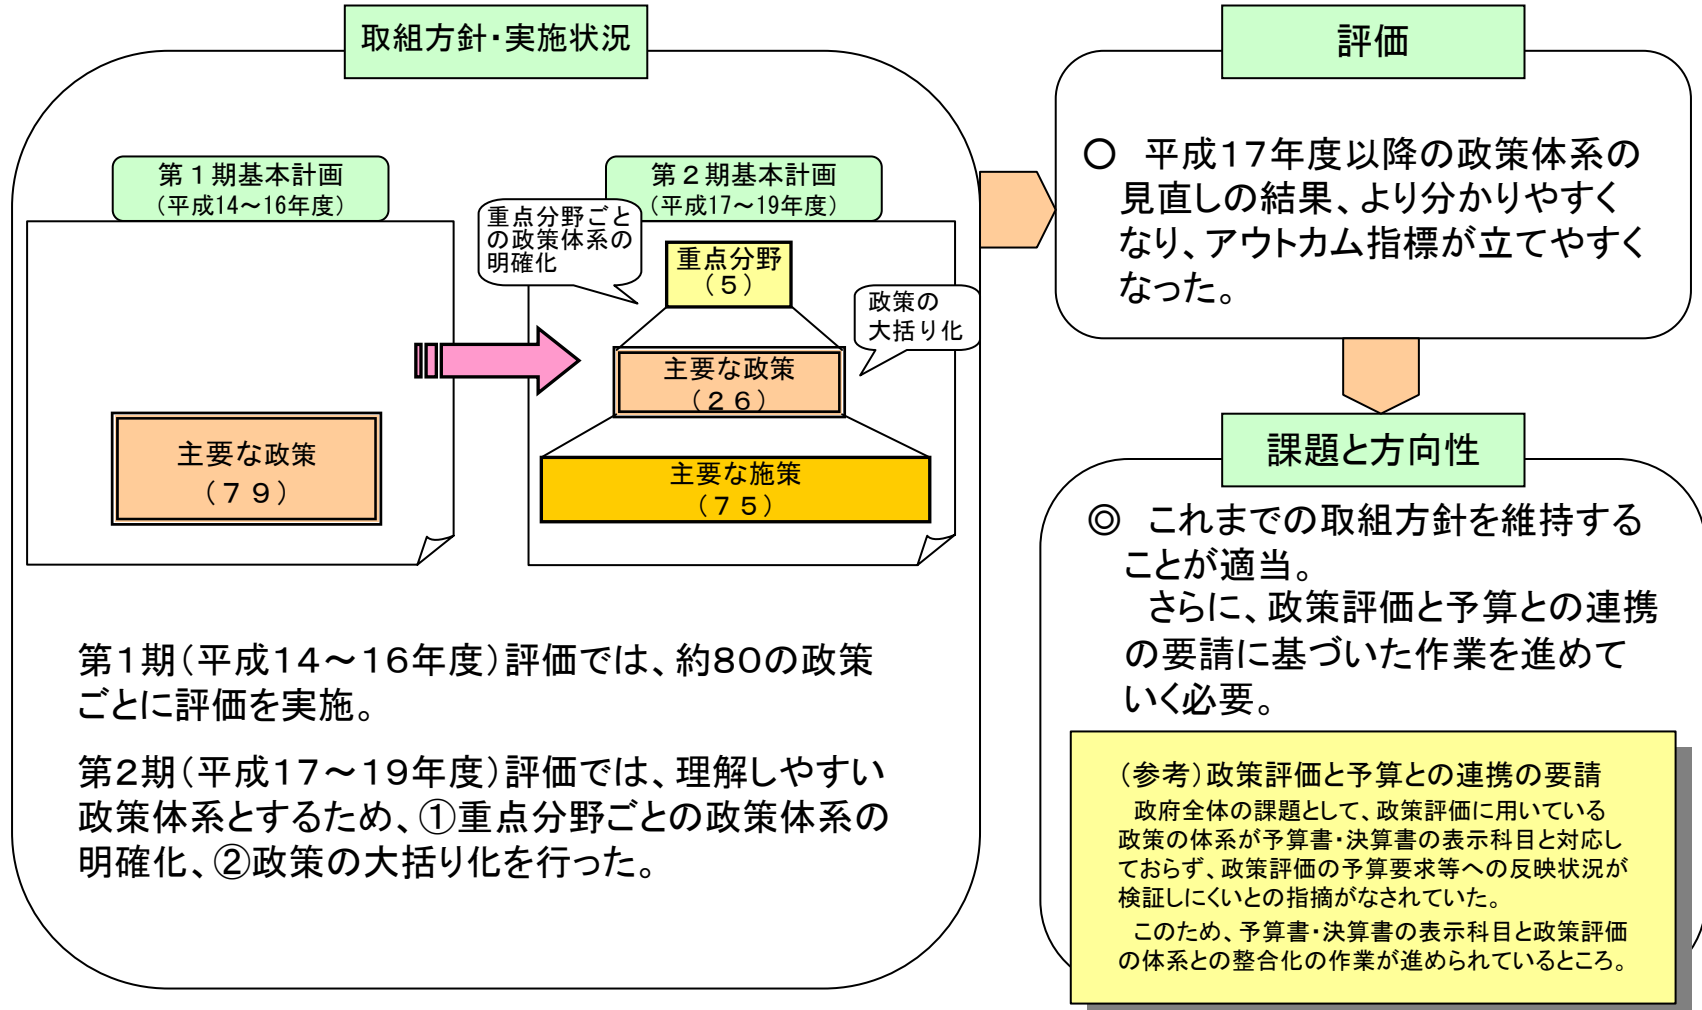 取組方針・実施状況
第1期基本計画
（平成14～16年度）
主要な政策
（７９）
第２期基本計画
（平成17～19年度）
重点分野ごと
の政策体系の
明確化
重点分野
（５）
政策の
大括り化
主要な政策
（２６）
主要な施策
（７５）
第1期（平成14～16年度）評価では、約80の政策
ごとに評価を実施。
第2期（平成17～19年度）評価では、理解しやすい
政策体系とするため、①重点分野ごとの政策体系の
明確化、②政策の大括り化を行った。
評価
○　平成17年度以降の政策体系の
見直しの結果、より分かりやすく
なり、アウトカム指標が立てやすく
なった。
課題と方向性
◎　これまでの取組方針を維持する
ことが適当。
さらに、政策評価と予算との連携
の要請に基づいた作業を進めて
いく必要。
（参考）政策評価と予算との連携の要請
政府全体の課題として、政策評価に用いている
政策の体系が予算書・決算書の表示科目と対応し
ておらず、政策評価の予算要求等への反映状況が
検証しにくいとの指摘がなされていた。
このため、予算書・決算書の表示科目と政策評価
の体系との整合化の作業が進められているところ。